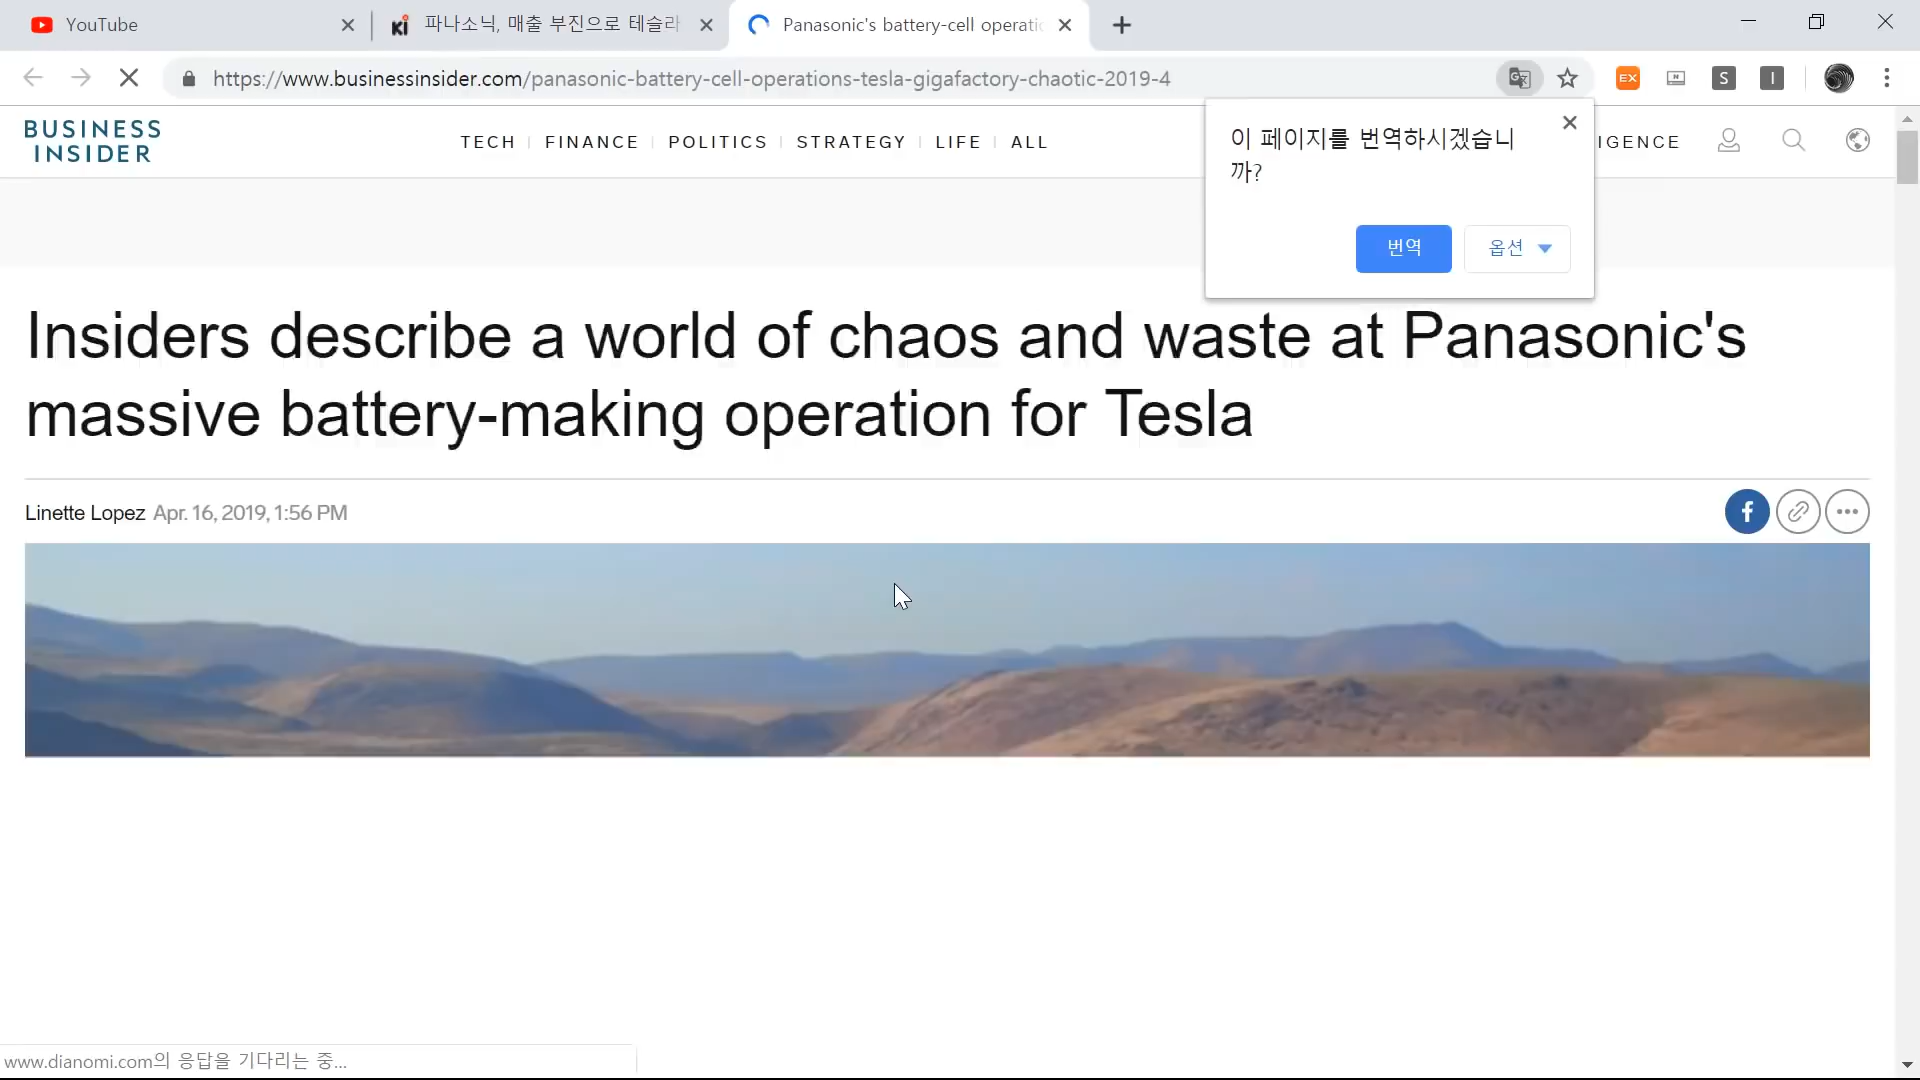 YouTube
파나소닉, 매출 부진으로 테슬라
Panasonic's battery-cell operati
https://www.businessinsider.com/panasonic-battery-cell-operations-tesla-gigafactory-chaotic-2019-4
EX
S
I
BUSINESS
INSIDER
TECH
FINANCE
POLITICS
STRATEGY
LIFE
ALL
IGENCE
이 페이지를 번역하시겠습니
까?
번역
옵션
Insiders describe a world of chaos and waste at Panasonic's
massive battery-making operation for Tesla
Linette Lopez Apr. 16, 2019, 1:56 PM
www.dianomi.com의 응답을 기다리는 중...